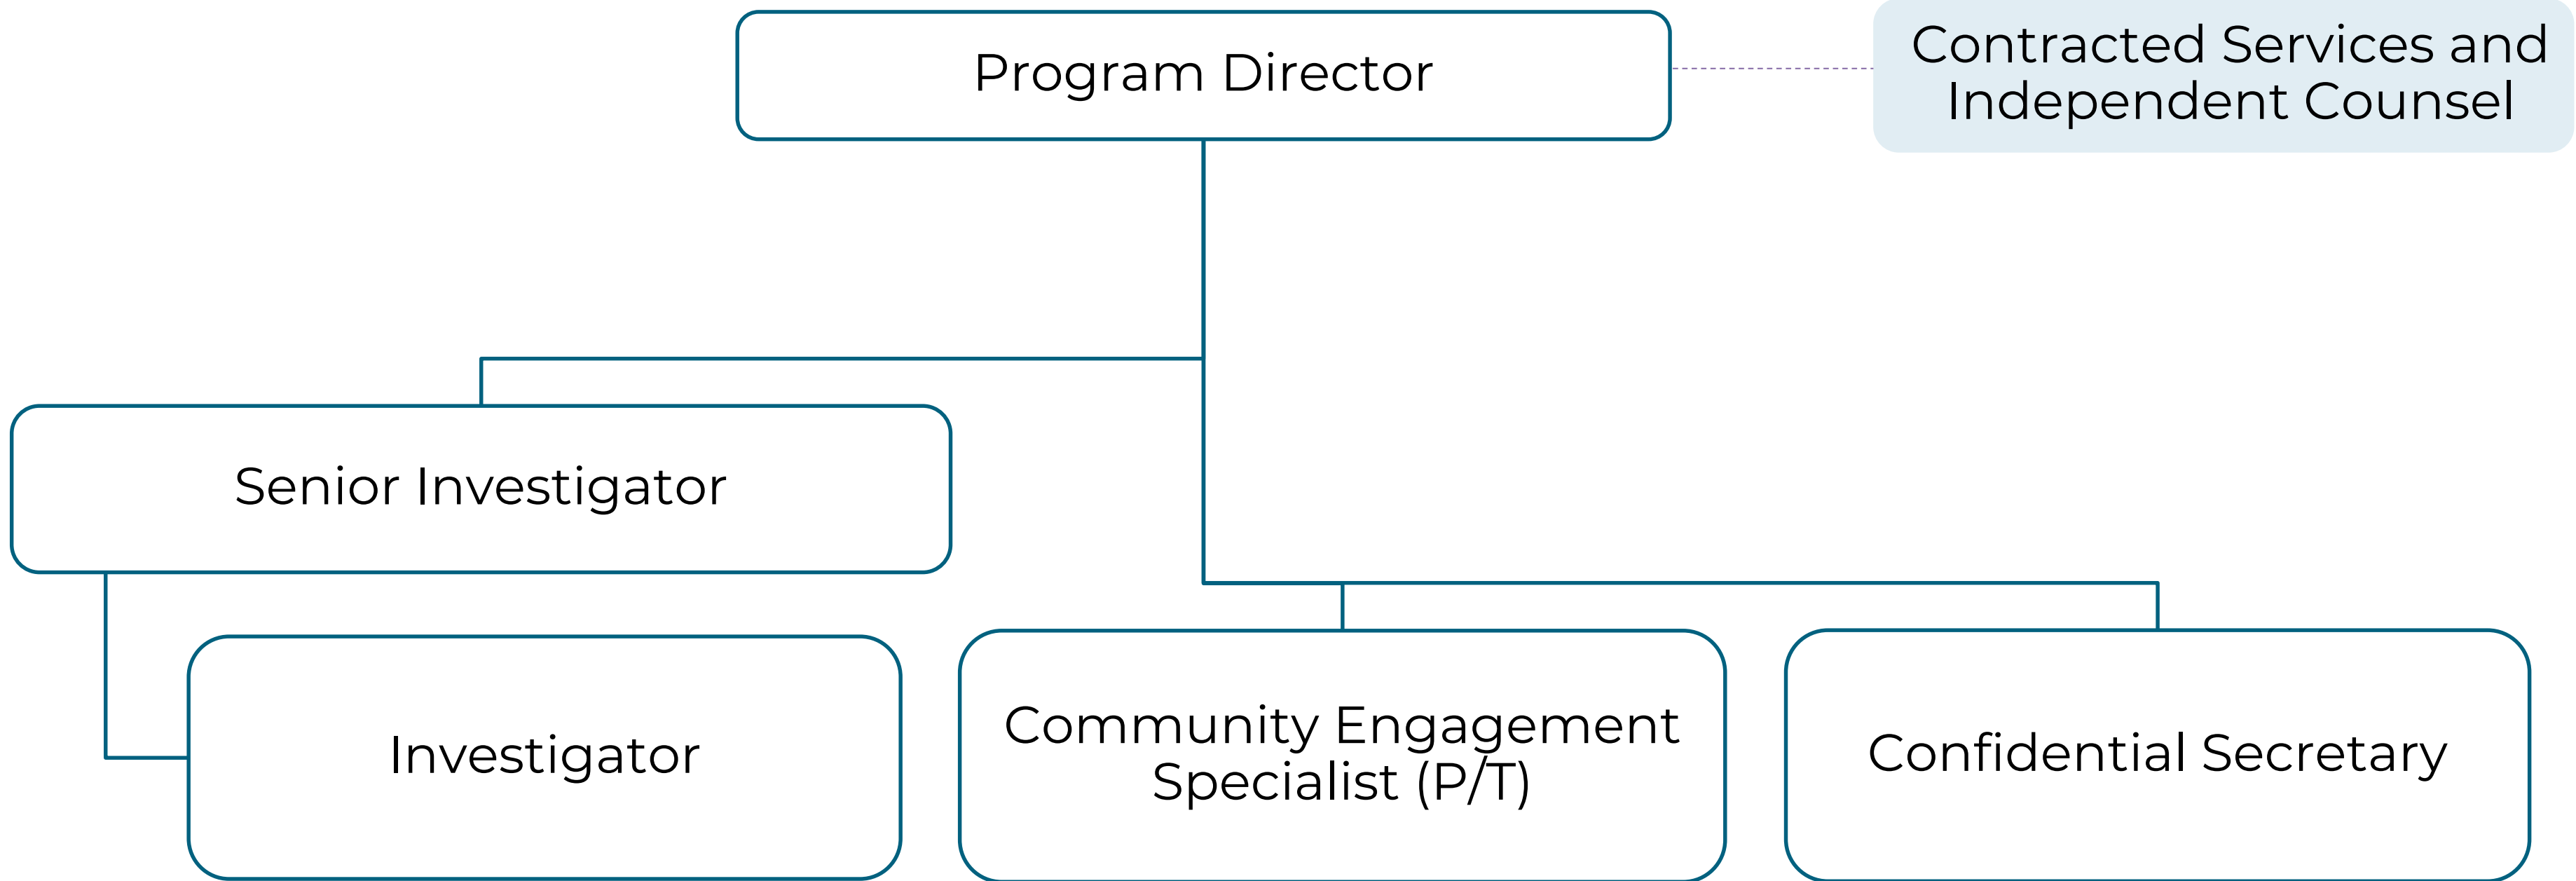 Program Director
Contracted Services and
Independent Counsel
Senior Investigator
Investigator
Community Engagement
Specialist (P/T)
Confidential Secretary